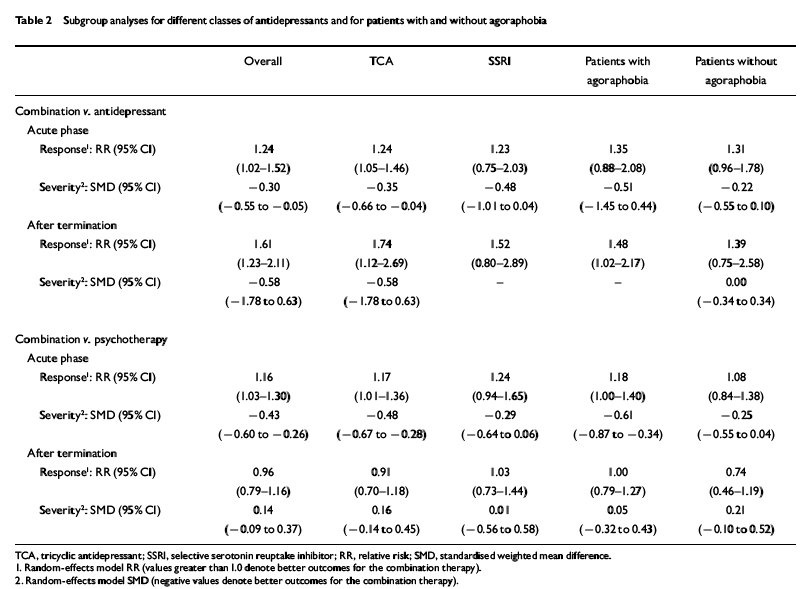 Table 2 Subgroup analyses for different classes of antidepressants and for patients with and without agoraphobia
Overall TCA SSRI Patients with Patients without
agoraphobia agoraphobia
Combination v. antidepressant
Acute phase
Response¹: RR (95% CI) 1.24 1.24 1.23 1.35 1.31
(1.02–1.52) (1.05–1.46) (0.75–2.03) (0.88–2.08) (0.96–1.78)
Severity²: SMD (95% CI) −0.30 −0.35 −0.48 −0.51 −0.22
(−0.55 to −0.05) (−0.66 to −0.04) (−1.01 to 0.04) (−1.45 to 0.44) (−0.55 to 0.10)
After termination
Response¹: RR (95% CI) 1.61 1.74 1.52 1.48 1.39
(1.23–2.11) (1.12–2.69) (0.80–2.89) (1.02–2.17) (0.75–2.58)
Severity²: SMD (95% CI) −0.58 −0.58 – – 0.00
(−1.78 to 0.63) (−1.78 to 0.63) (−0.34 to 0.34)
Combination v. psychotherapy
Acute phase
Response¹: RR (95% CI) 1.16 1.17 1.24 1.18 1.08
(1.03–1.30) (1.01–1.36) (0.94–1.65) (1.00–1.40) (0.84–1.38)
Severity²: SMD (95% CI) −0.43 −0.48 −0.29 −0.61 −0.25
(−0.60 to −0.26) (−0.67 to −0.28) (−0.64 to 0.06) (−0.87 to −0.34) (−0.55 to 0.04)
After termination
Response¹: RR (95% CI) 0.96 0.91 1.03 1.00 0.74
(0.79–1.16) (0.70–1.18) (0.73–1.44) (0.79–1.27) (0.46–1.19)
Severity²: SMD (95% CI) 0.14 0.16 0.01 0.05 0.21
(−0.09 to 0.37) (−0.14 to 0.45) (−0.56 to 0.58) (−0.32 to 0.43) (−0.10 to 0.52)
TCA, tricyclic antidepressant; SSRI, selective serotonin reuptake inhibitor; RR, relative risk; SMD, standardised weighted mean difference.
1. Random-effects model RR (values greater than 1.0 denote better outcomes for the combination therapy).
2. Random-effects model SMD (negative values denote better outcomes for the combination therapy).